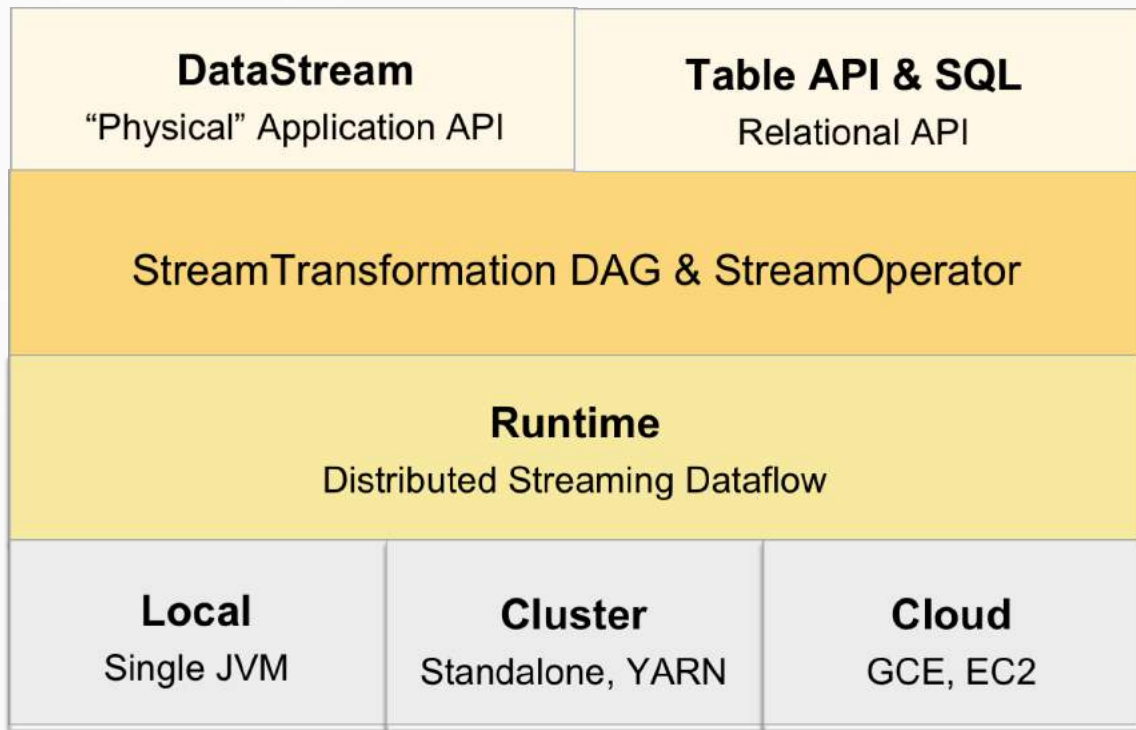 DataStream
“Physical” Application API
Table API & SQL
Relational API
StreamTransformation DAG & StreamOperator
Runtime
Distributed Streaming Dataflow
Local
Single JVM
Cluster
Standalone, YARN
Cloud
GCE, EC2